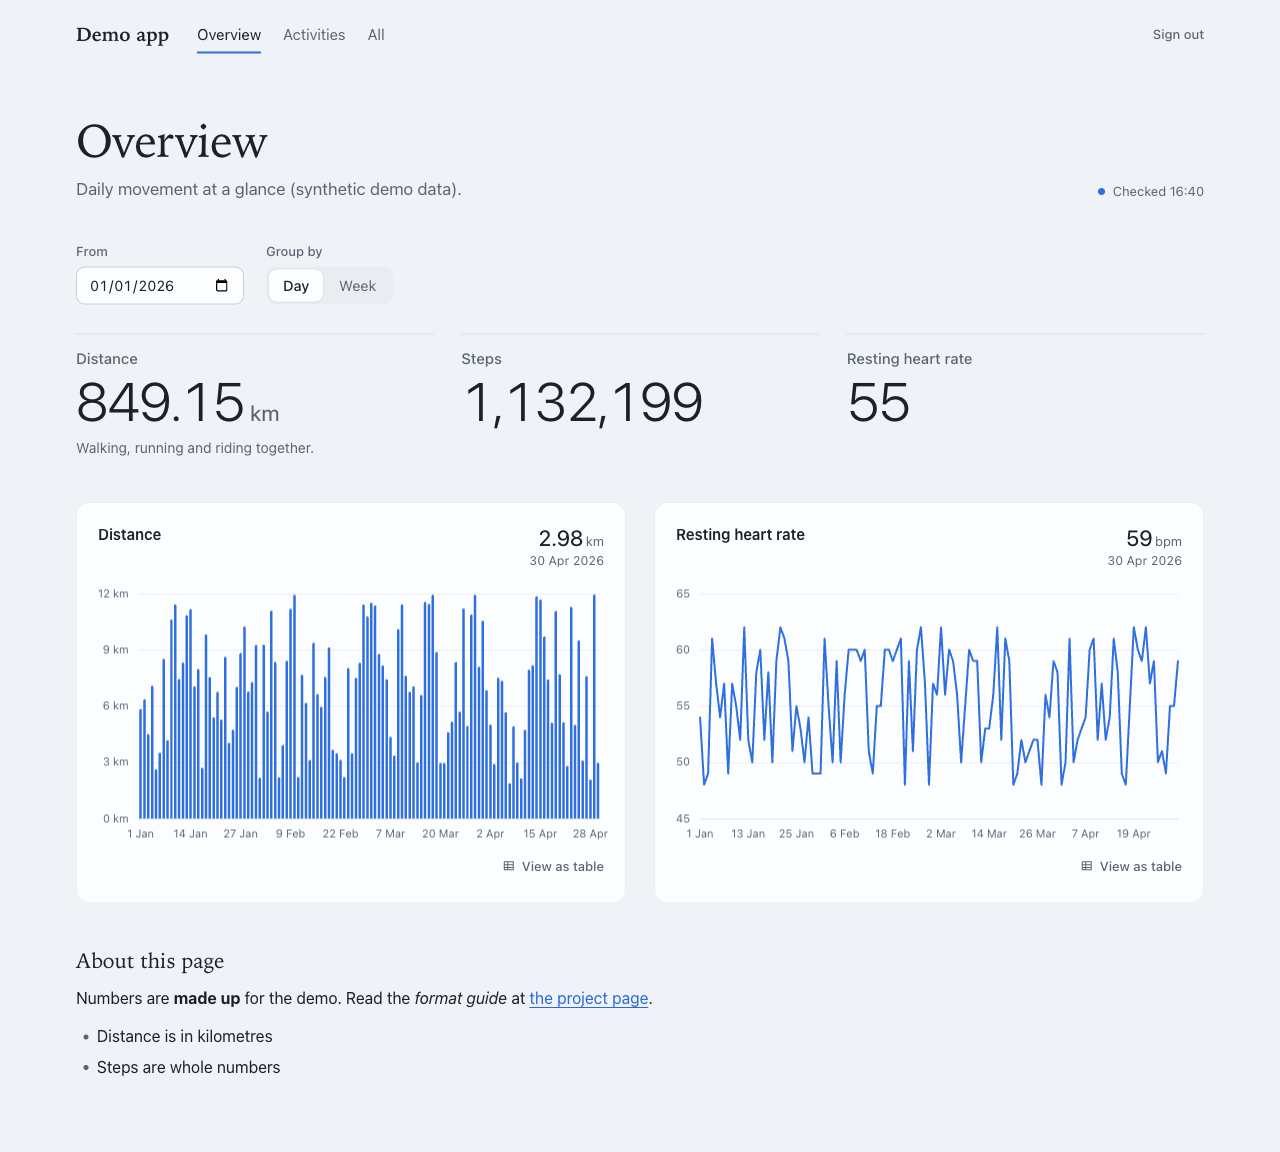 Demo app Overview Activities All Sign out
Overview
Daily movement at a glance (synthetic demo data).
Checked 16:40
From
Group by
01/01/2026
Day Week
Distance
849.15 km
Walking, running and riding together.
Steps
1,132,199
Resting heart rate
55
Distance
2.98 km
30 Apr 2026
12 km
9 km
6 km
3 km
0 km
1 Jan 14 Jan 27 Jan 9 Feb 22 Feb 7 Mar 20 Mar 2 Apr 15 Apr 28 Apr
View as table
Resting heart rate
59 bpm
30 Apr 2026
65
60
55
50
45
1 Jan 13 Jan 25 Jan 6 Feb 18 Feb 2 Mar 14 Mar 26 Mar 7 Apr 19 Apr
View as table
About this page
Numbers are made up for the demo. Read the format guide at the project page.
• Distance is in kilometres
• Steps are whole numbers